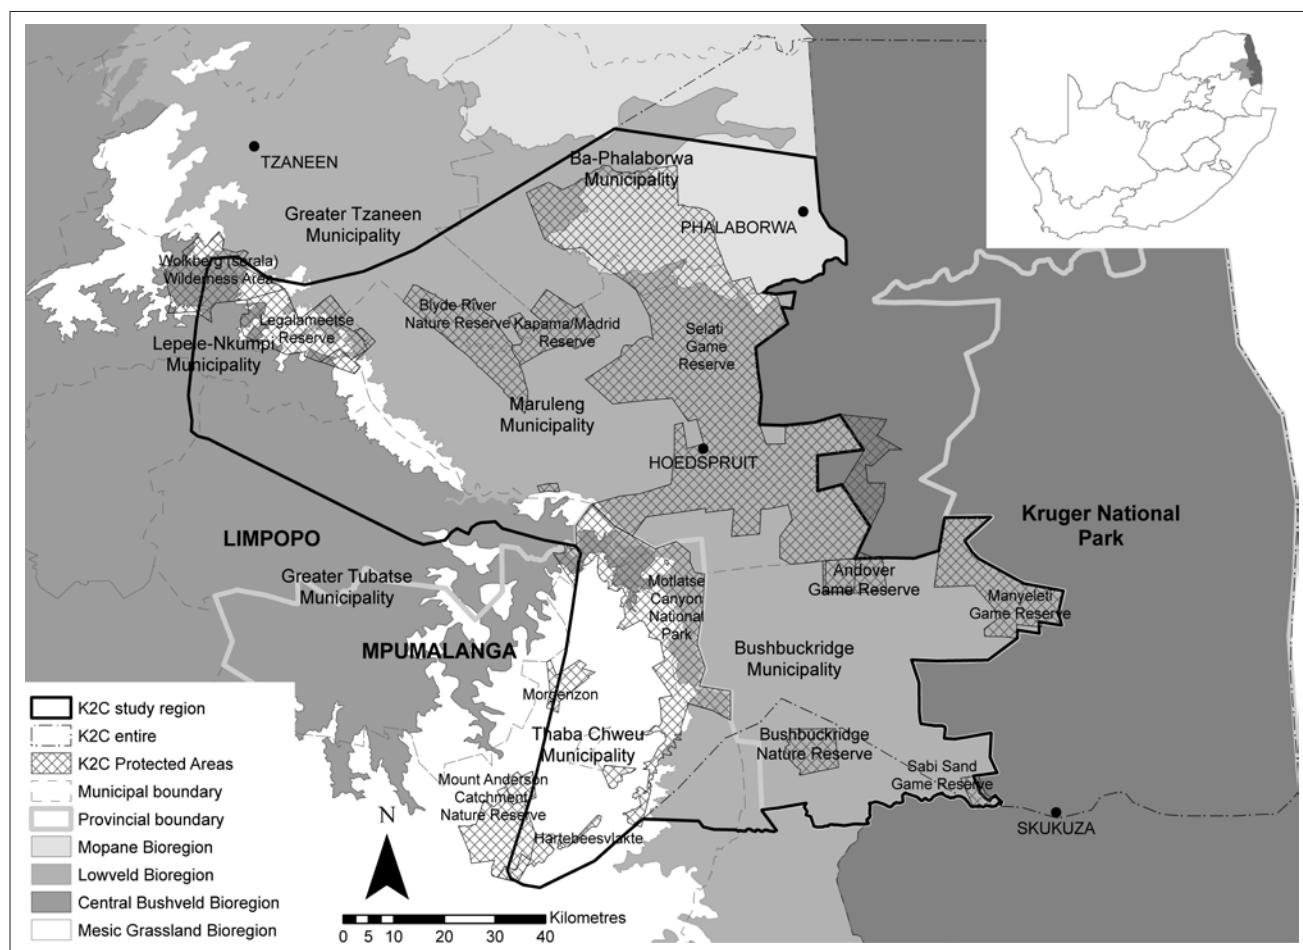 TZANEEN
Ba-Phalaborwa
Municipality
Greater Tzaneen
Municipality
PHALABORWA
Wolkberg (serala)
Wilderness Area
Blyde River
Nature Reserve
Kapama/Madrid
Reserve
Legalameetse
Reserve
Selati
Game
Reserve
Lepele-Nkumpi
Municipality
Maruleng
Municipality
HOEDSPRUIT
Kruger National
Park
LIMPOPO
Greater Tubatse
Municipality
Motlatse
Canyon
National
Park
Andover
Game Reserve
Manyeleti
Game Reserve
MPUMALANGA
Bushbuckridge
Municipality
Morgenzon
Thaba Chweu
Municipality
Bushbuckridge
Nature Reserve
Sabi Sand
Game Reserve
Mount Anderson
Catchment
Nature Reserve
SKUKUZA
Hartebeesvlakte
K2C study region
K2C entire
K2C Protected Areas
Municipal boundary
Provincial boundary
Mopane Bioregion
Lowveld Bioregion
Central Bushveld Bioregion
Mesic Grassland Bioregion
N
Kilometres
0 5 10 20 30 40